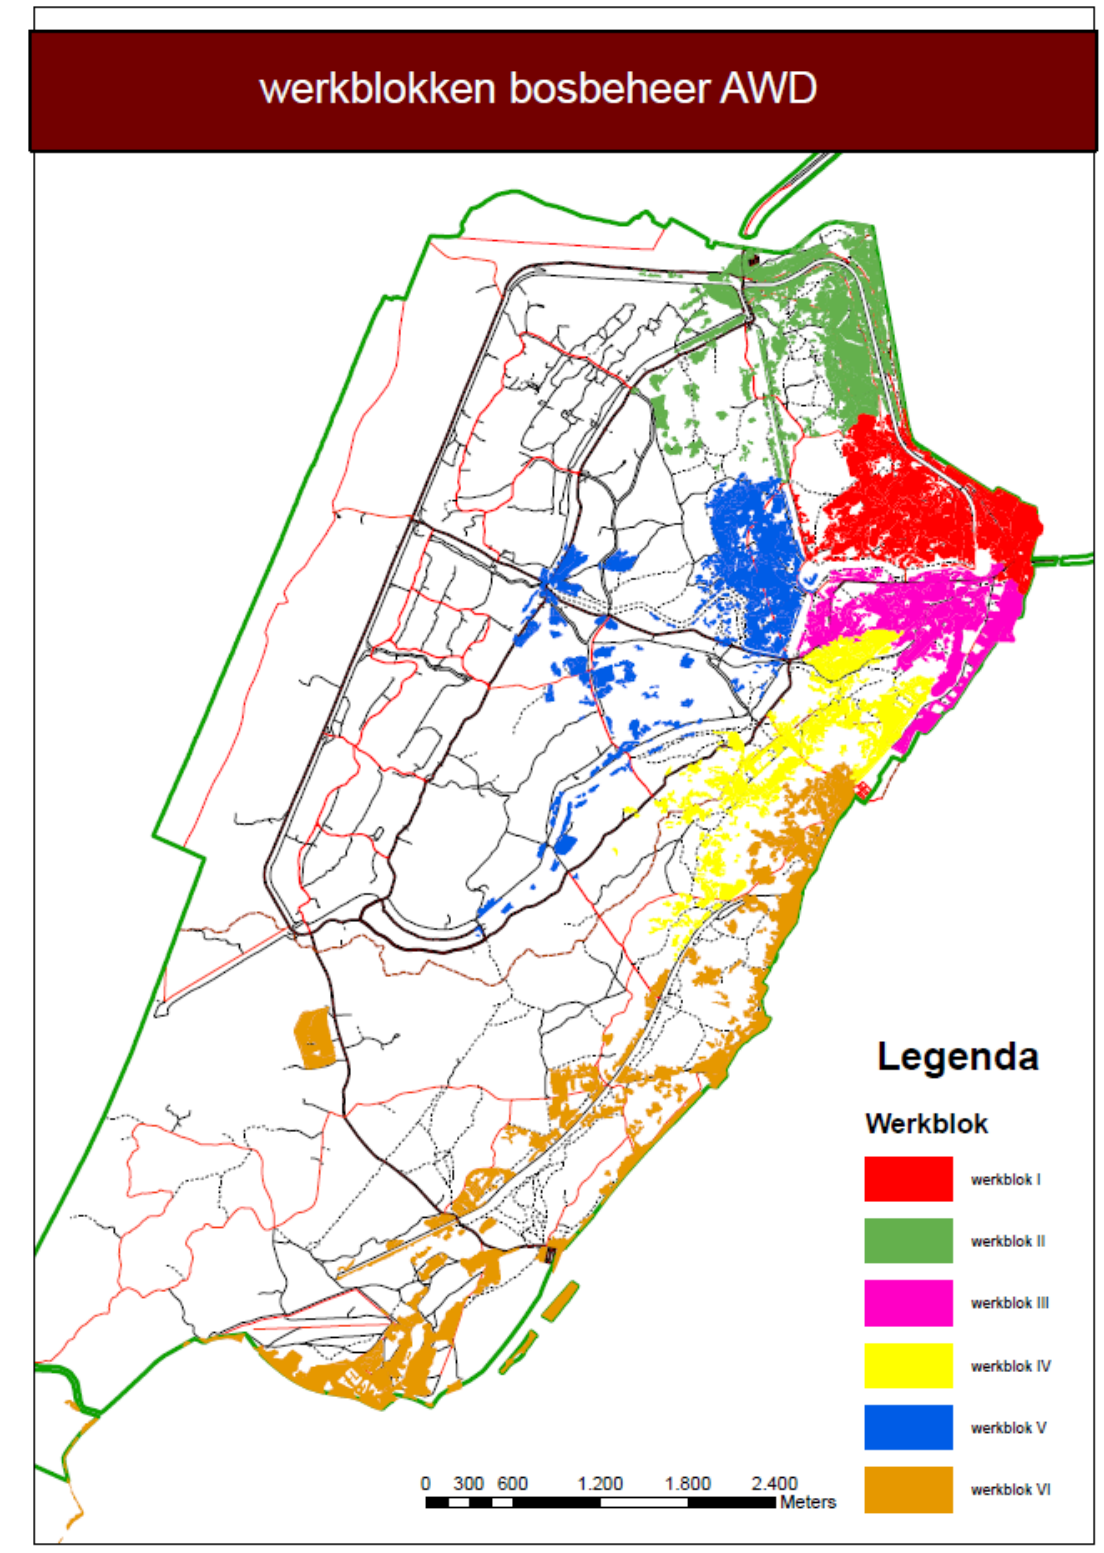 werkblokken bosbeheer AWD
Legenda
Werkblok
werkblok I
werkblok II
werkblok III
werkblok IV
werkblok V
werkblok VI
0 300 600 1.200 1.800 2.400
Meters